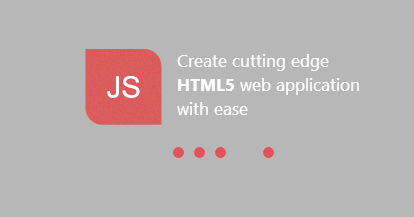 JS
Create cutting edge
HTML5 web application
with ease